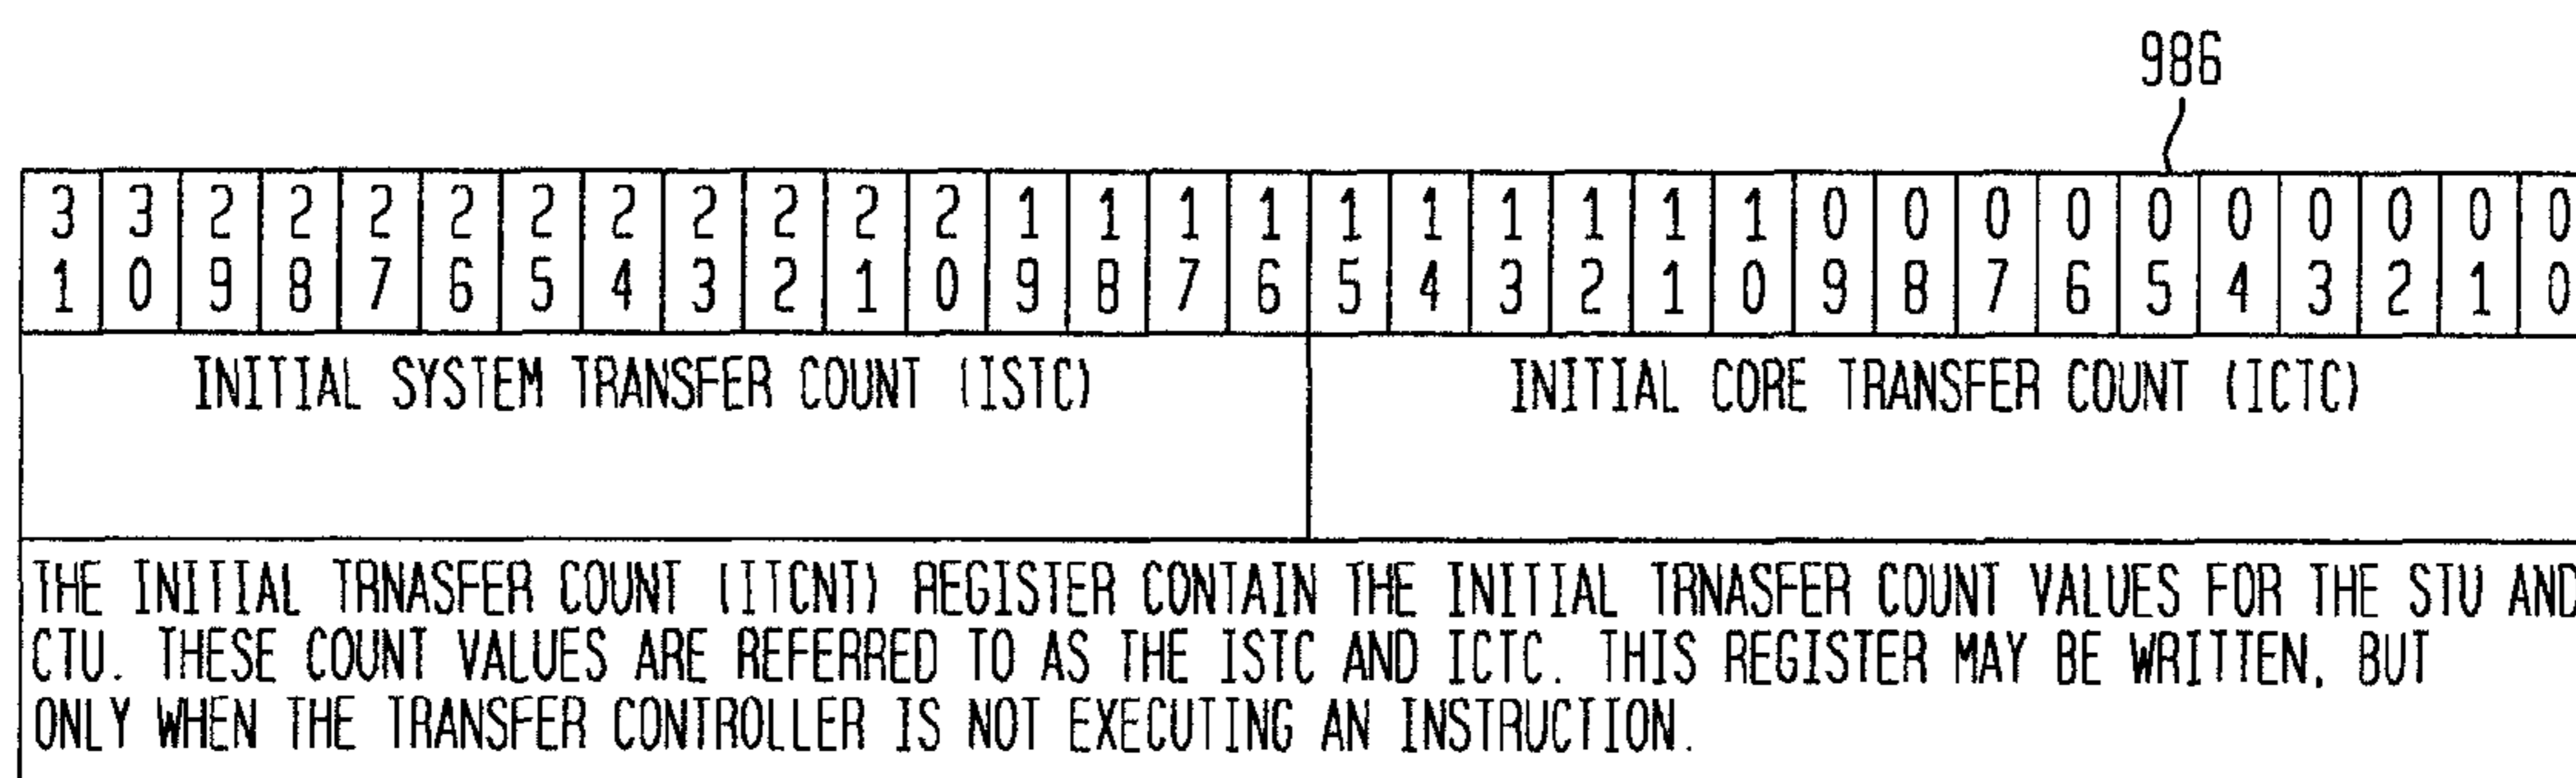 986
3 3 2 2 2 2 2 2 2 2 2 2 1 1 1 1 1 1 1 1 1 1 0 0 0 0 0 0 0 0 0 0
1 0 9 8 7 6 5 4 3 2 1 0 9 8 7 6 5 4 3 2 1 0 9 8 7 6 5 4 3 2 1 0
INITIAL SYSTEM TRANSFER COUNT (ISTC) INITIAL CORE TRANSFER COUNT (ICTC)
THE INITIAL TRNASFER COUNT (ITCNT) REGISTER CONTAIN THE INITIAL TRNASFER COUNT VALUES FOR THE STU AND
CTU. THESE COUNT VALUES ARE REFERRED TO AS THE ISTC AND ICTC. THIS REGISTER MAY BE WRITTEN, BUT
ONLY WHEN THE TRANSFER CONTROLLER IS NOT EXECUTING AN INSTRUCTION.